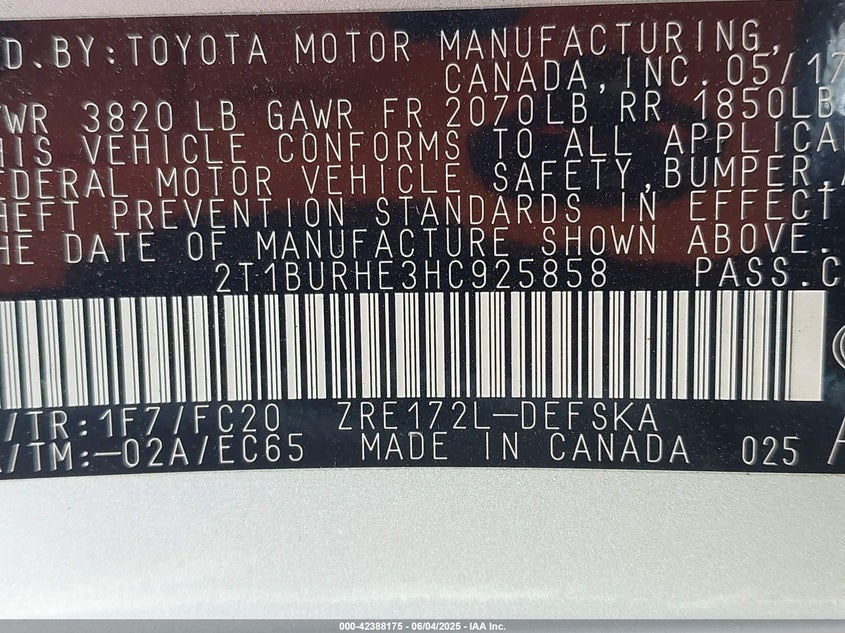 D.BY:TOYOTA MOTOR MANUFACTURING,
CANADA,INC.05/17
WR 3820 LB GAWR FR 2070LB RR 1850LB
HIS VEHICLE CONFORMS TO ALL APPLICA
EDERAL MOTOR VEHICLE SAFETY,BUMPER,A
HEFT PREVENTION STANDARDS IN EFFECT
HE DATE OF MANUFACTURE SHOWN ABOVE.
2T1BURHE3HC925858 PASS.C
/TR:1F7/FC20 ZRE172L-DEFSKA
A/TM:-02A/EC65 MADE IN CANADA 025 A
000-42388175 - 06/04/2025 - IAA Inc.